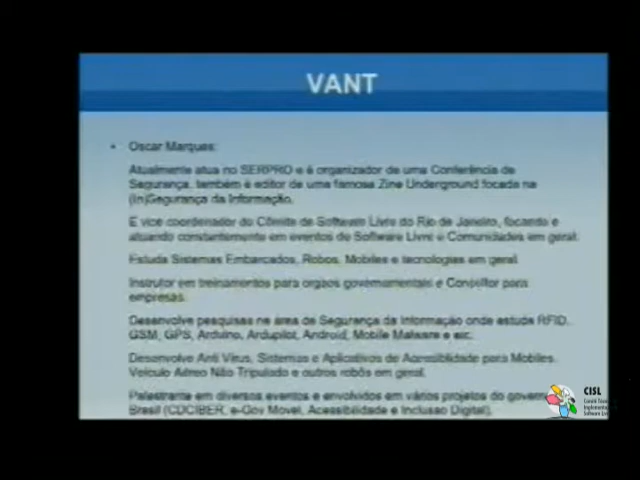 VANT
• Oscar Marques:
Atualmente atua no SERPRO e é organizador de uma Conferência de
Segurança, também é editor de uma famosa Zine Underground focada na
(In)Segurança da Informação.
E vice coordenador do Cômite de Software Livre do Rio de Janeiro, focando e
atuando constantemente em eventos de Software Livre e Comunidades em geral.
Estuda Sistemas Embarcados, Robos, Mobiles e tecnologias em geral.
Instrutor em treinamentos para orgãos governamentais e Consultor para
empresas.
Desenvolve pesquisas na área de Segurança da Informação onde estuda RFID,
GSM, GPS, Arduino, Ardupilot, Android, Mobile Malware e etc.
Desenvolve Anti Virus, Sistemas e Aplicativos de Acessibilidade para Mobiles.
Veículo Aéreo Não Tripulado e outros robôs em geral.
Palestrante em diversos eventos e envolvidos em vários projetos do
Brasil (CDCIBER, e-Gov Movel, Acessibilidade e Inclusao Digital).
CISL
Software